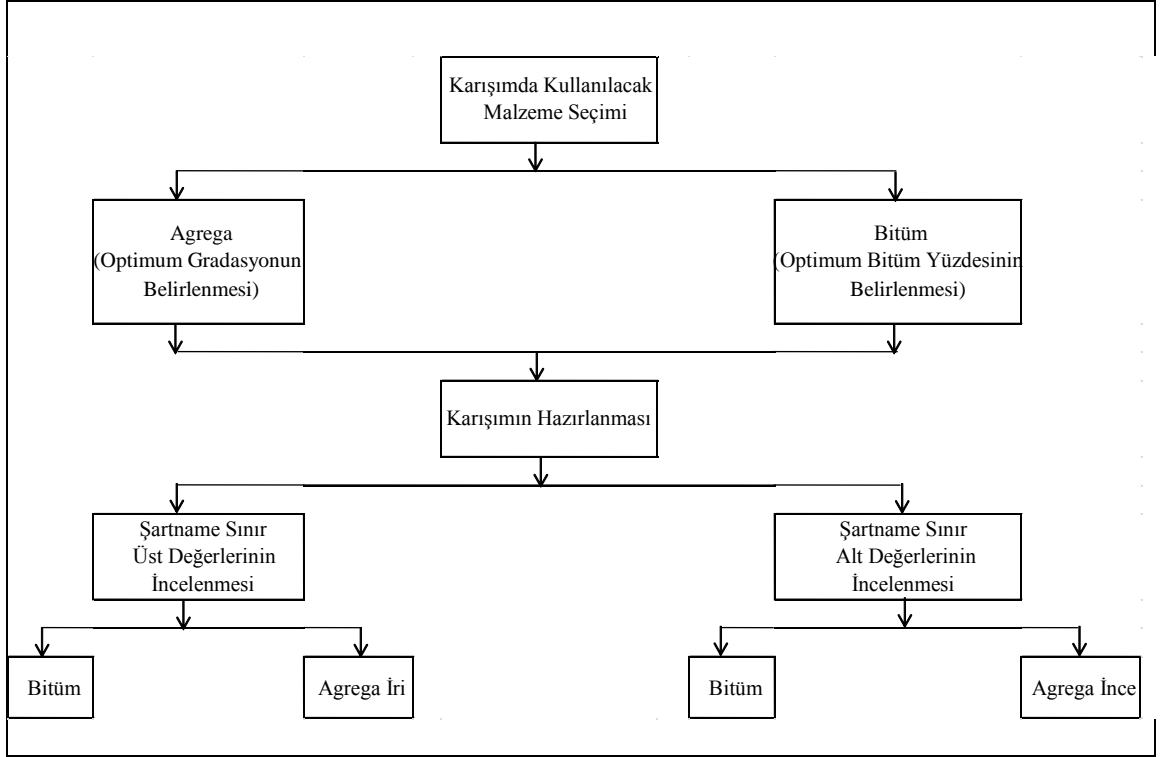 Karışımda Kullanılacak
Malzeme Seçimi
Agrega
(Optimum Gradasyonun
Belirlenmesi)
Bitüm
(Optimum Bitüm Yüzdesinin
Belirlenmesi)
Karışımın Hazırlanması
Şartname Sınır
Üst Değerlerinin
İncelenmesi
Şartname Sınır
Alt Değerlerinin
İncelenmesi
Bitüm
Agrega İri
Bitüm
Agrega İnce